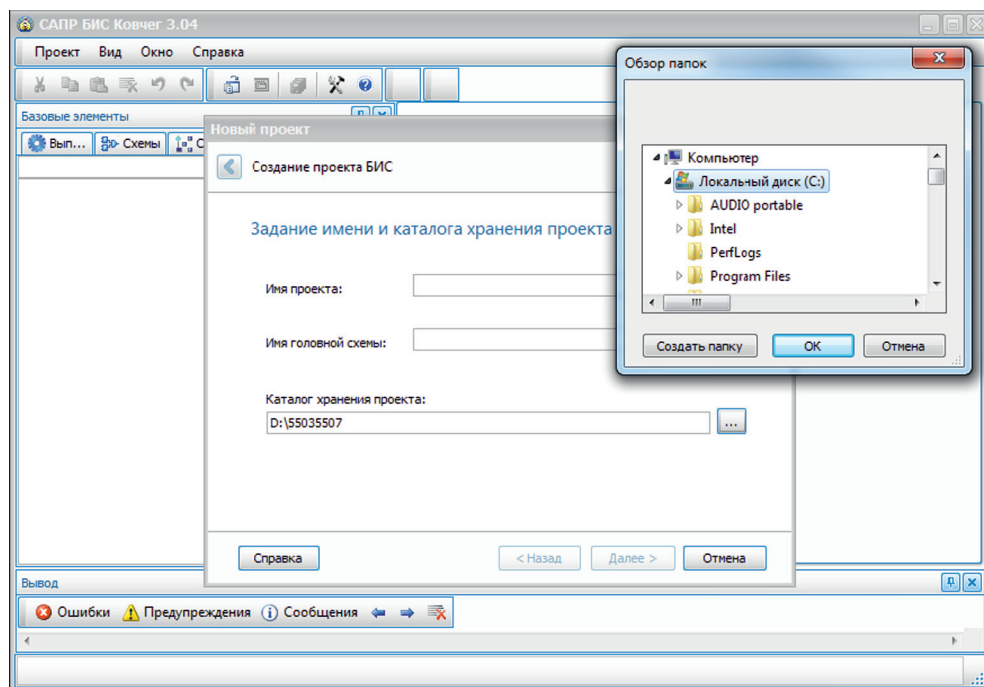 САПР БИС Ковчег 3.04
Проект Вид Окно Справка
Базовые элементы
Вып... Схемы С
Обзор папок
Компьютер
Локальный диск (C:)
AUDIO portable
Intel
PerfLogs
Program Files
Создать папку ОК Отмена
Новый проект
Создание проекта БИС
Задание имени и каталога хранения проекта
Имя проекта:
Имя головной схемы:
Каталог хранения проекта:
D:\55035507
...
Справка < Назад Далее > Отмена
Вывод
Ошибки Предупреждения Сообщения